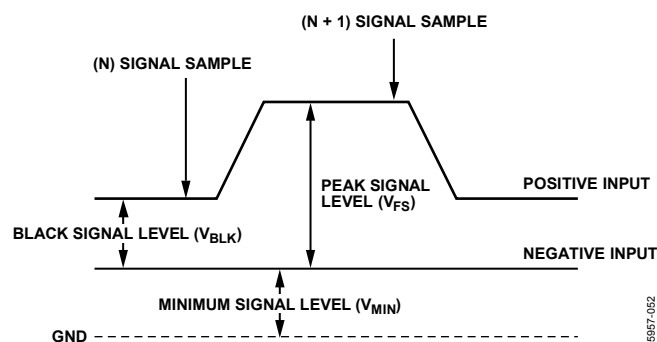 (N + 1) SIGNAL SAMPLE
(N) SIGNAL SAMPLE
PEAK SIGNAL
LEVEL (VFS)
POSITIVE INPUT
BLACK SIGNAL LEVEL (VBLK)
NEGATIVE INPUT
MINIMUM SIGNAL LEVEL (VMIN)
GND
5957-052